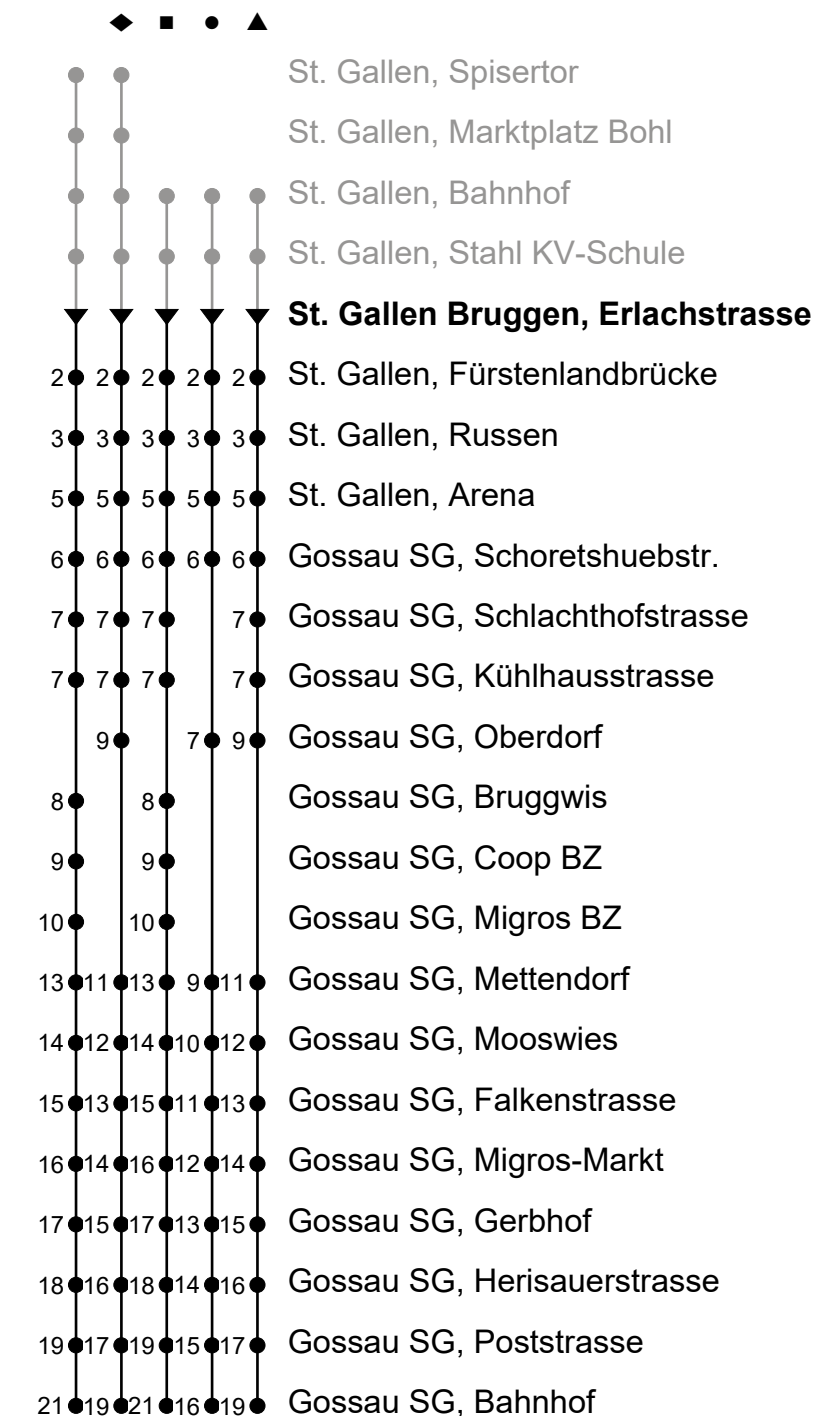 ◆ ■ ● ▲
St. Gallen, Spisertor
St. Gallen, Marktplatz Bohl
St. Gallen, Bahnhof
St. Gallen, Stahl KV-Schule
St. Gallen Bruggen, Erlachstrasse
2 2 2 2 2 St. Gallen, Fürstenlandbrücke
3 3 3 3 3 St. Gallen, Russen
5 5 5 5 5 St. Gallen, Arena
6 6 6 6 6 Gossau SG, Schoretshuebstr.
7 7 7 7 Gossau SG, Schlachthofstrasse
7 7 7 7 Gossau SG, Kühlhausstrasse
9 7 9 Gossau SG, Oberdorf
8 8 Gossau SG, Bruggwis
9 9 Gossau SG, Coop BZ
10 10 Gossau SG, Migros BZ
13 11 13 9 11 Gossau SG, Mettendorf
14 12 14 10 12 Gossau SG, Mooswies
15 13 15 11 13 Gossau SG, Falkenstrasse
16 14 16 12 14 Gossau SG, Migros-Markt
17 15 17 13 15 Gossau SG, Gerbhof
18 16 18 14 16 Gossau SG, Herisauerstrasse
19 17 19 15 17 Gossau SG, Poststrasse
21 19 21 16 19 Gossau SG, Bahnhof